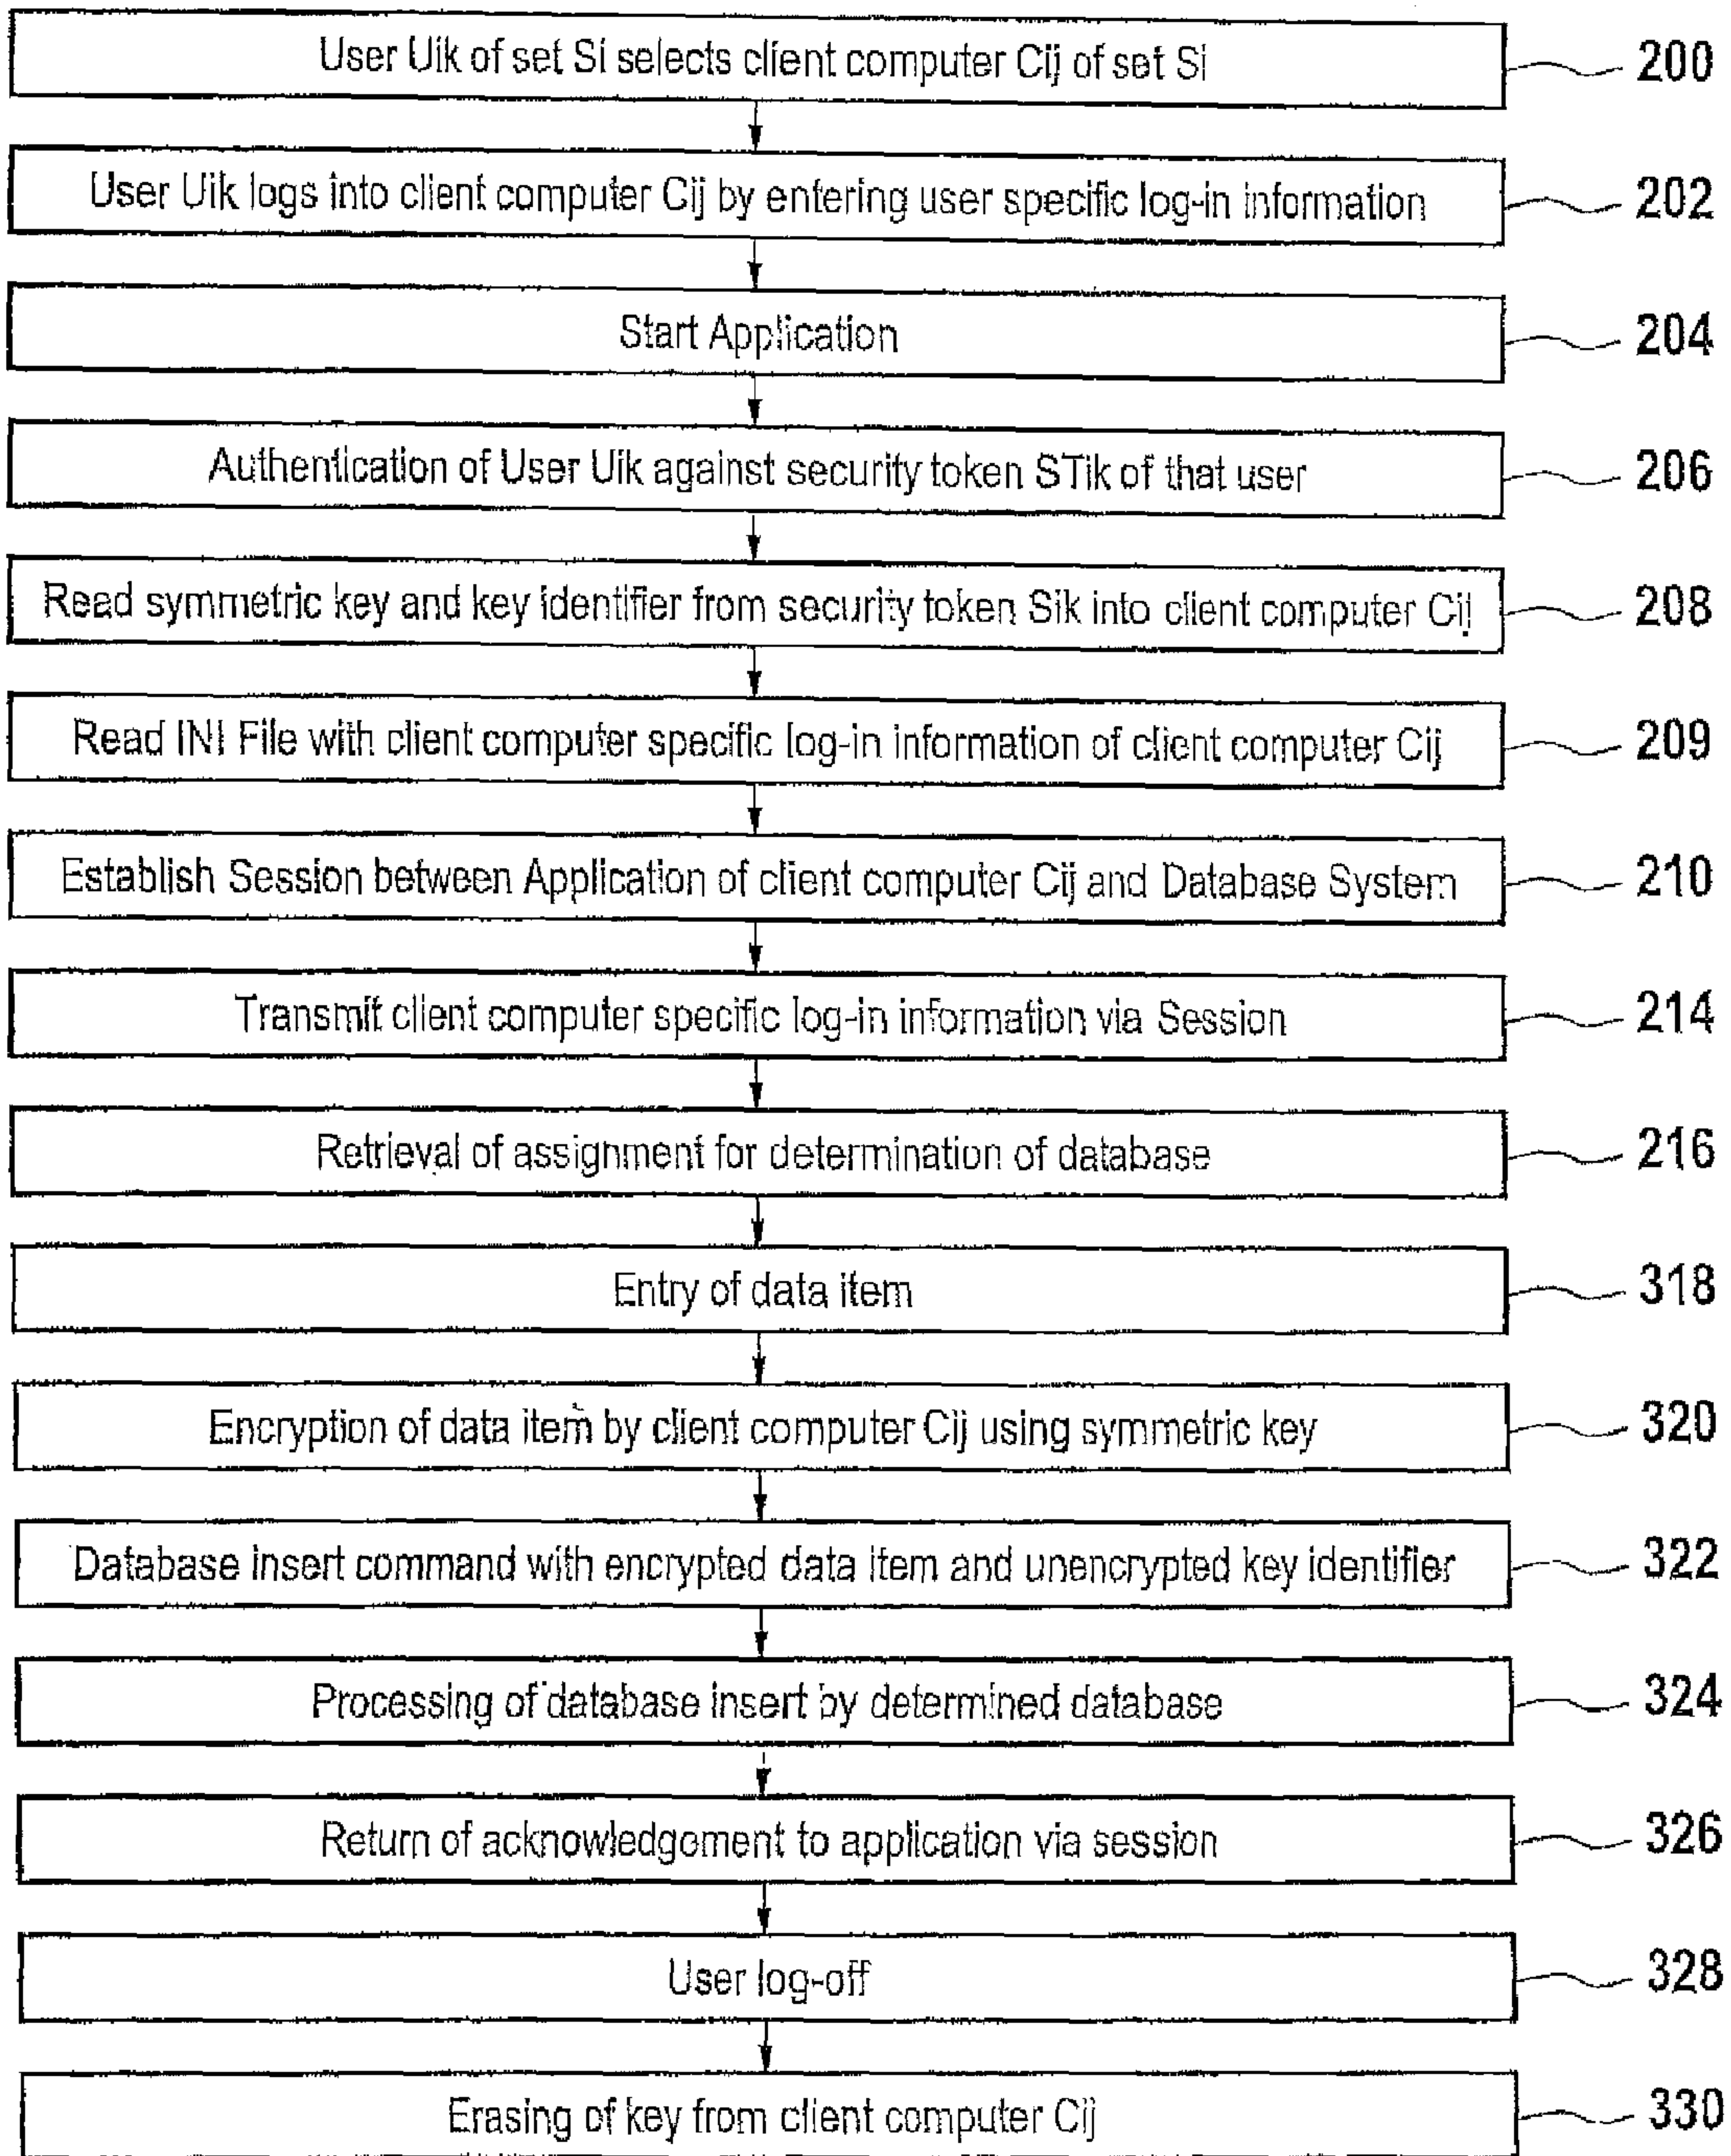 User Uik of set Si selects client computer Cij of set Si 200
User Uik logs into client computer Cij by entering user specific log-in information 202
Start Application 204
Authentication of User Uik against security token STik of that user 206
Read symmetric key and key identifier from security token Sik into client computer Cij 208
Read INI File with client computer specific log-in information of client computer Cij 209
Establish Session between Application of client computer Cij and Database System 210
Transmit client computer specific log-in information via Session 214
Retrieval of assignment for determination of database 216
Entry of data item 318
Encryption of data item by client computer Cij using symmetric key 320
Database insert command with encrypted data item and unencrypted key identifier 322
Processing of database insert by determined database 324
Return of acknowledgement to application via session 326
User log-off 328
Erasing of key from client computer Cij 330